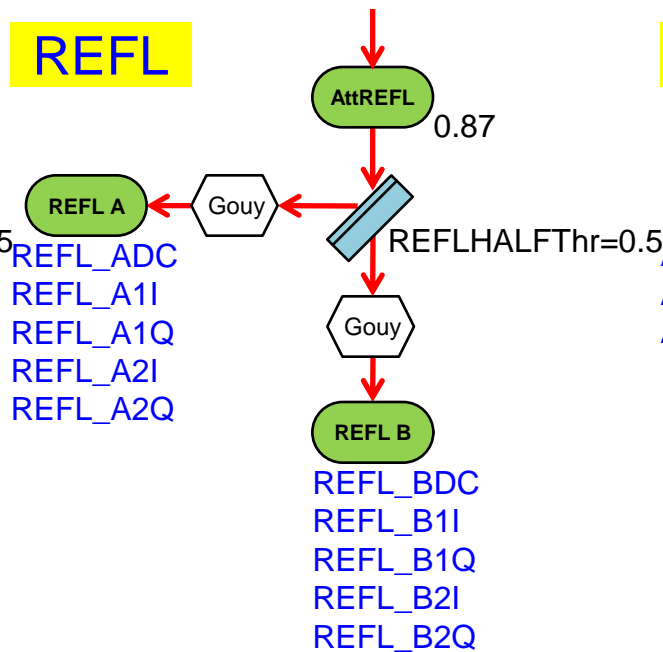 REFL
AttREFL
0.87
REFL A
Gouy
5
REFLHALFThr=0.5
REFL_ADC
REFL_A1I
REFL_A1Q
REFL_A2I
REFL_A2Q
Gouy
REFL B
REFL_BDC
REFL_B1I
REFL_B1Q
REFL_B2I
REFL_B2Q